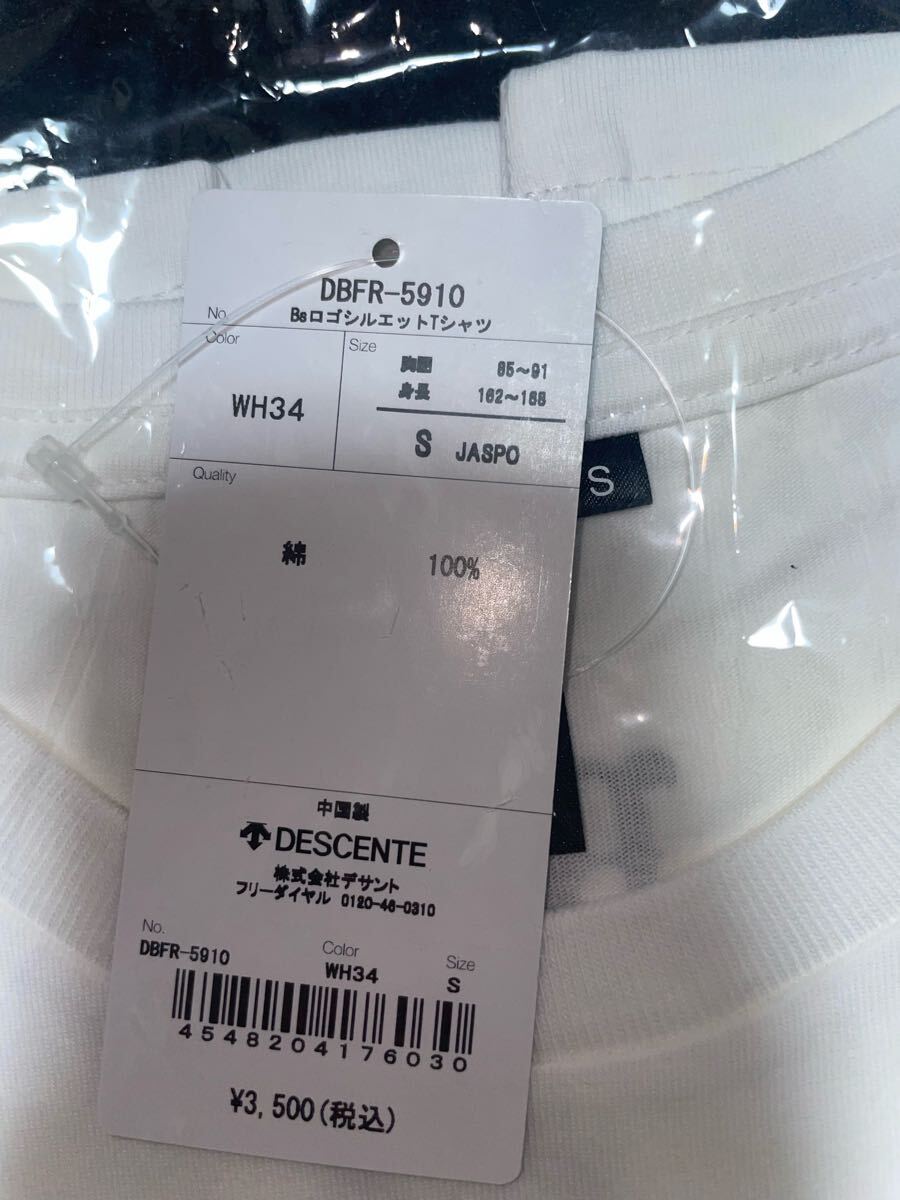 DBFR-5910
No.
Bsロゴシルエット Tシャツ
Color
Size
胸囲 85〜91
身長 162〜168
WH34
S JASPO
S
Quality
綿 100%
中国製
DESCENTE
株式会社デサント
フリーダイヤル 0120-46-0310
No.
DBFR-5910
Color
WH34
Size
S
4548204176030
¥3,500(税込)